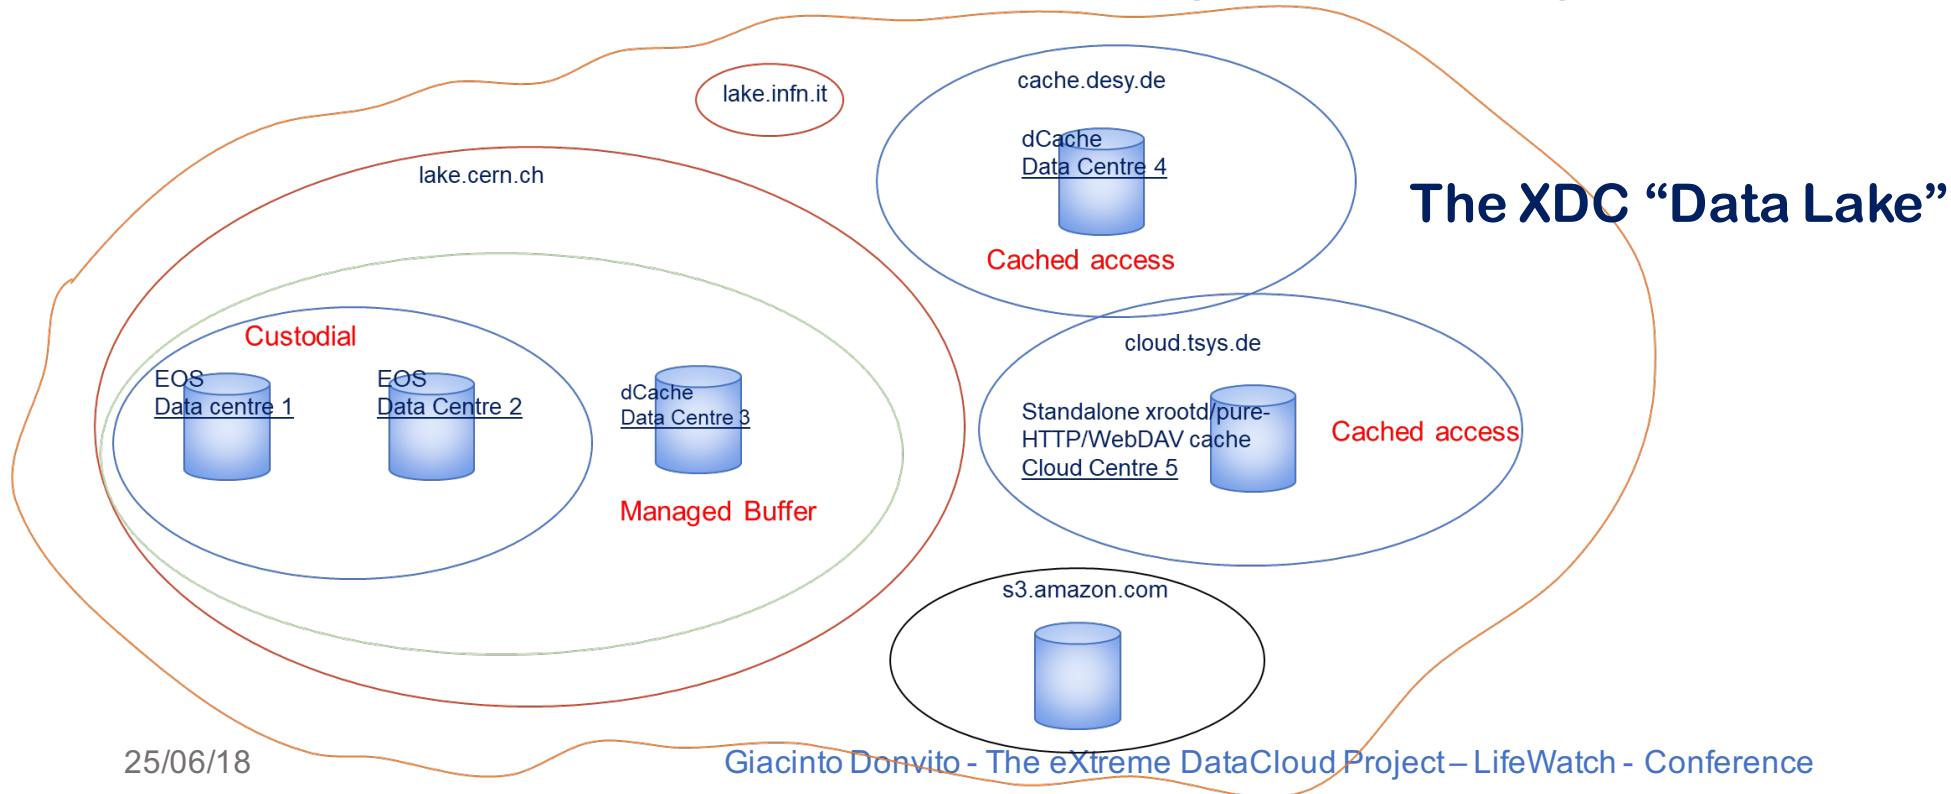 lake.infn.it
cache.desy.de
dCache
Data Centre 4
Cached access
The XDC “Data Lake”
lake.cern.ch
Custodial
EOS
Data centre 1
EOS
Data Centre 2
dCache
Data Centre 3
Managed Buffer
cloud.tsys.de
Standalone xrootd/pure-
HTTP/WebDAV cache
Cloud Centre 5
Cached access
s3.amazon.com
25/06/18
Giacinto Donvito - The eXtreme DataCloud Project – LifeWatch - Conference